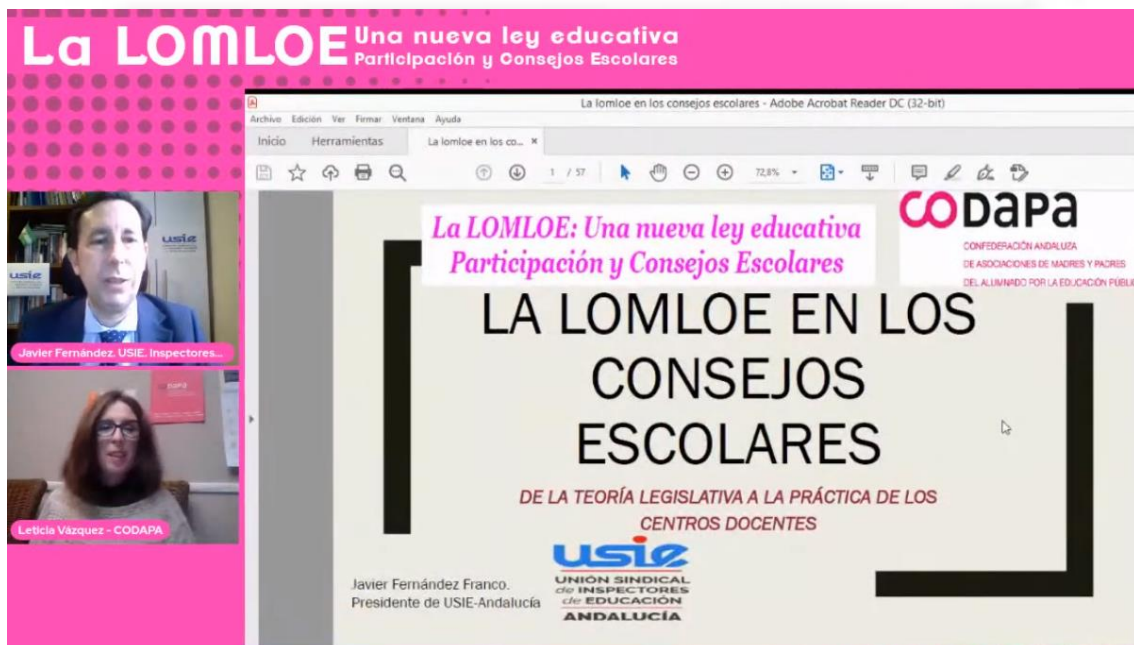 La LOMLOE Una nueva ley educativa
Participación y Consejos Escolares
La lomloe en los consejos escolares - Adobe Acrobat Reader DC (32-bit)
Archivo Edición Ver Firmar Ventana Ayuda
Inicio Herramientas La lomloe en los co... ×
1 / 57 72,8%
La LOMLOE: Una nueva ley educativa
Participación y Consejos Escolares
CODAPA
CONFEDERACIÓN ANDALUZA
DE ASOCIACIONES DE MADRES Y PADRES
DEL ALUMNADO POR LA EDUCACIÓN PÚBLI
LA LOMLOE EN LOS
CONSEJOS
ESCOLARES
DE LA TEORÍA LEGISLATIVA A LA PRÁCTICA DE LOS
CENTROS DOCENTES
usie
UNIÓN SINDICAL
de INSPECTORES
de EDUCACIÓN
ANDALUCÍA
Javier Fernández Franco.
Presidente de USIE-Andalucía
usie
usie
Javier Fernández. USIE. Inspectores...
codapa
Leticia Vázquez - CODAPA